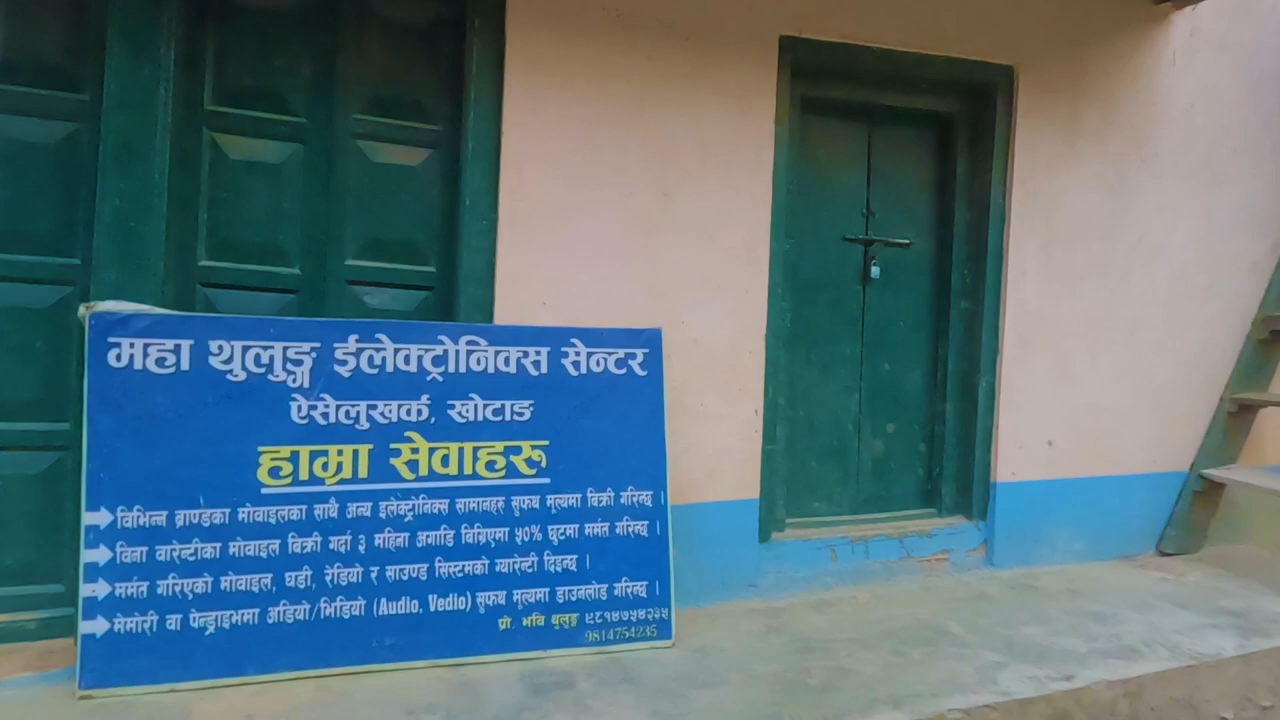 महा थुलुङ्ग ईलेक्ट्रोनिक्स सेन्टर
ऐसेलुखर्क, खोटाङ
हाम्रा सेवाहरू
विभिन्न ब्राण्डका मोवाइलका साथै अन्य इलेक्ट्रोनिक्स सामानहरु सुफथ मूल्यमा बिक्री गरिन्छ ।
विना वारेन्टीका मोवाइल बिक्री गर्दा ३ महिना अगाडि विग्रिएमा ५०% छुटमा मर्मत गरिन्छ ।
मर्मत गरिएको मोवाइल, घडी, रेडियो र साउण्ड सिस्टमको ग्यारेन्टी दिइन्छ ।
मेमोरी वा पेन्ड्राइभमा अडियो/भिडियो (Audio, Vedio) सुफथ मूल्यमा डाउनलोड गरिन्छ ।
प्रो. भवि थुलुङ्ग ९८१४७५४२३५
9814754235